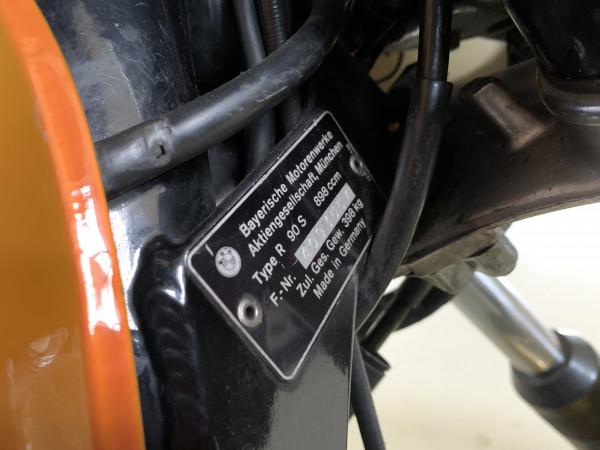 Bayerische Motorenwerke
Aktiengesellschaft, München
Type R 90 S 898 ccm
F.-Nr.
Zul. Ges. Gew. 398 kg
Made in Germany